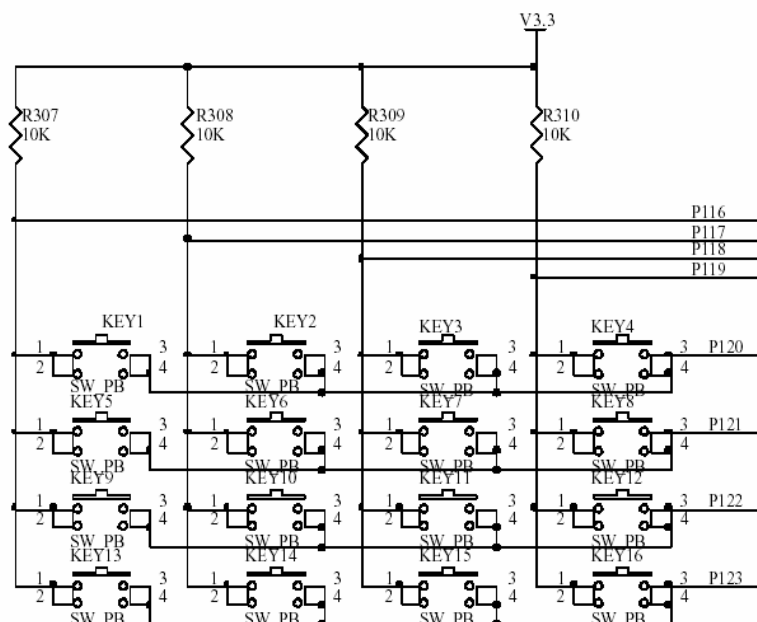 V3.3
R307 R308 R309 R310
10K 10K 10K 10K
P116
P117
P118
P119
KEY1 KEY2 KEY3 KEY4
1 3 1 3 1 3 1 3 P120
2 4 2 4 2 4 2 4
SW_PB SW_PB SW_PB SW_PB
KEY5 KEY6 KEY7 KEY8
1 3 1 3 1 3 1 3 P121
2 4 2 4 2 4 2 4
SW_PB SW_PB SW_PB SW_PB
KEY9 KEY10 KEY11 KEY12
1 3 1 3 1 3 1 3 P122
2 4 2 4 2 4 2 4
SW_PB SW_PB SW_PB SW_PB
KEY13 KEY14 KEY15 KEY16
1 3 1 3 1 3 1 3 P123
2 4 2 4 2 4 2 4
SW_PB SW_PB SW_PB SW_PB